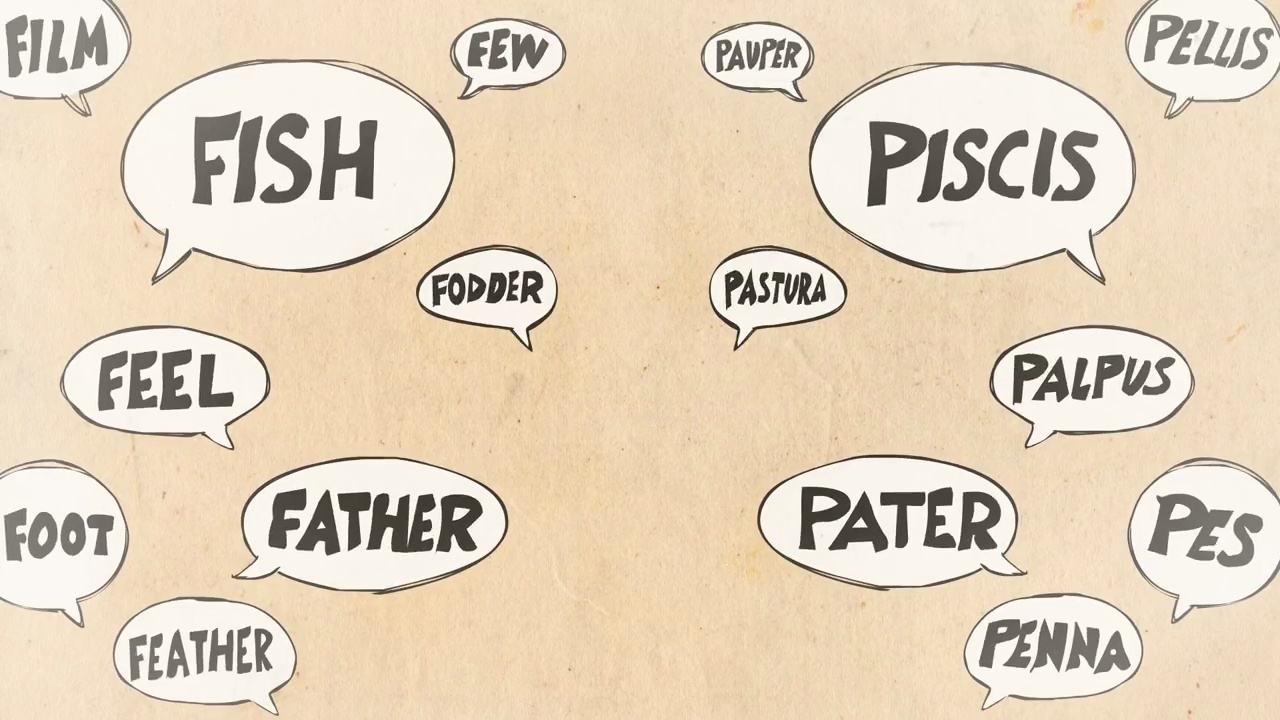 FILM
FEW
PAUPER
PELLIS
FISH
PISCIS
FODDER
PASTURA
FEEL
PALPUS
FOOT
FATHER
PATER
PES
FEATHER
PENNA